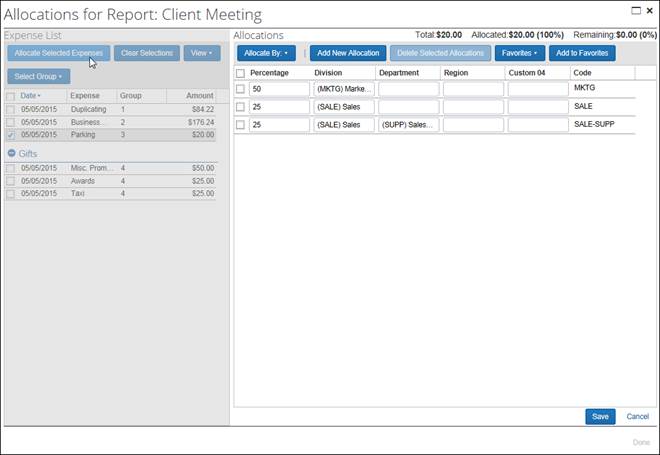 Allocations for Report: Client Meeting
Expense List
Allocate Selected Expenses Clear Selections View
Select Group
Date Expense Group Amount
05/05/2015 Duplicating 1 $84.22
05/05/2015 Business... 2 $176.24
05/05/2015 Parking 3 $20.00
Gifts
05/05/2015 Misc. Prom... 4 $50.00
05/05/2015 Awards 4 $25.00
05/05/2015 Taxi 4 $25.00
Allocations Total:$20.00 Allocated:$20.00 (100%) Remaining:$0.00 (0%)
Allocate By: | Add New Allocation Delete Selected Allocations Favorites Add to Favorites
Percentage Division Department Region Custom 04 Code
50 (MKTG) Marke... MKTG
25 (SALE) Sales SALE
25 (SALE) Sales (SUPP) Sales... SALE-SUPP
Save Cancel
Done